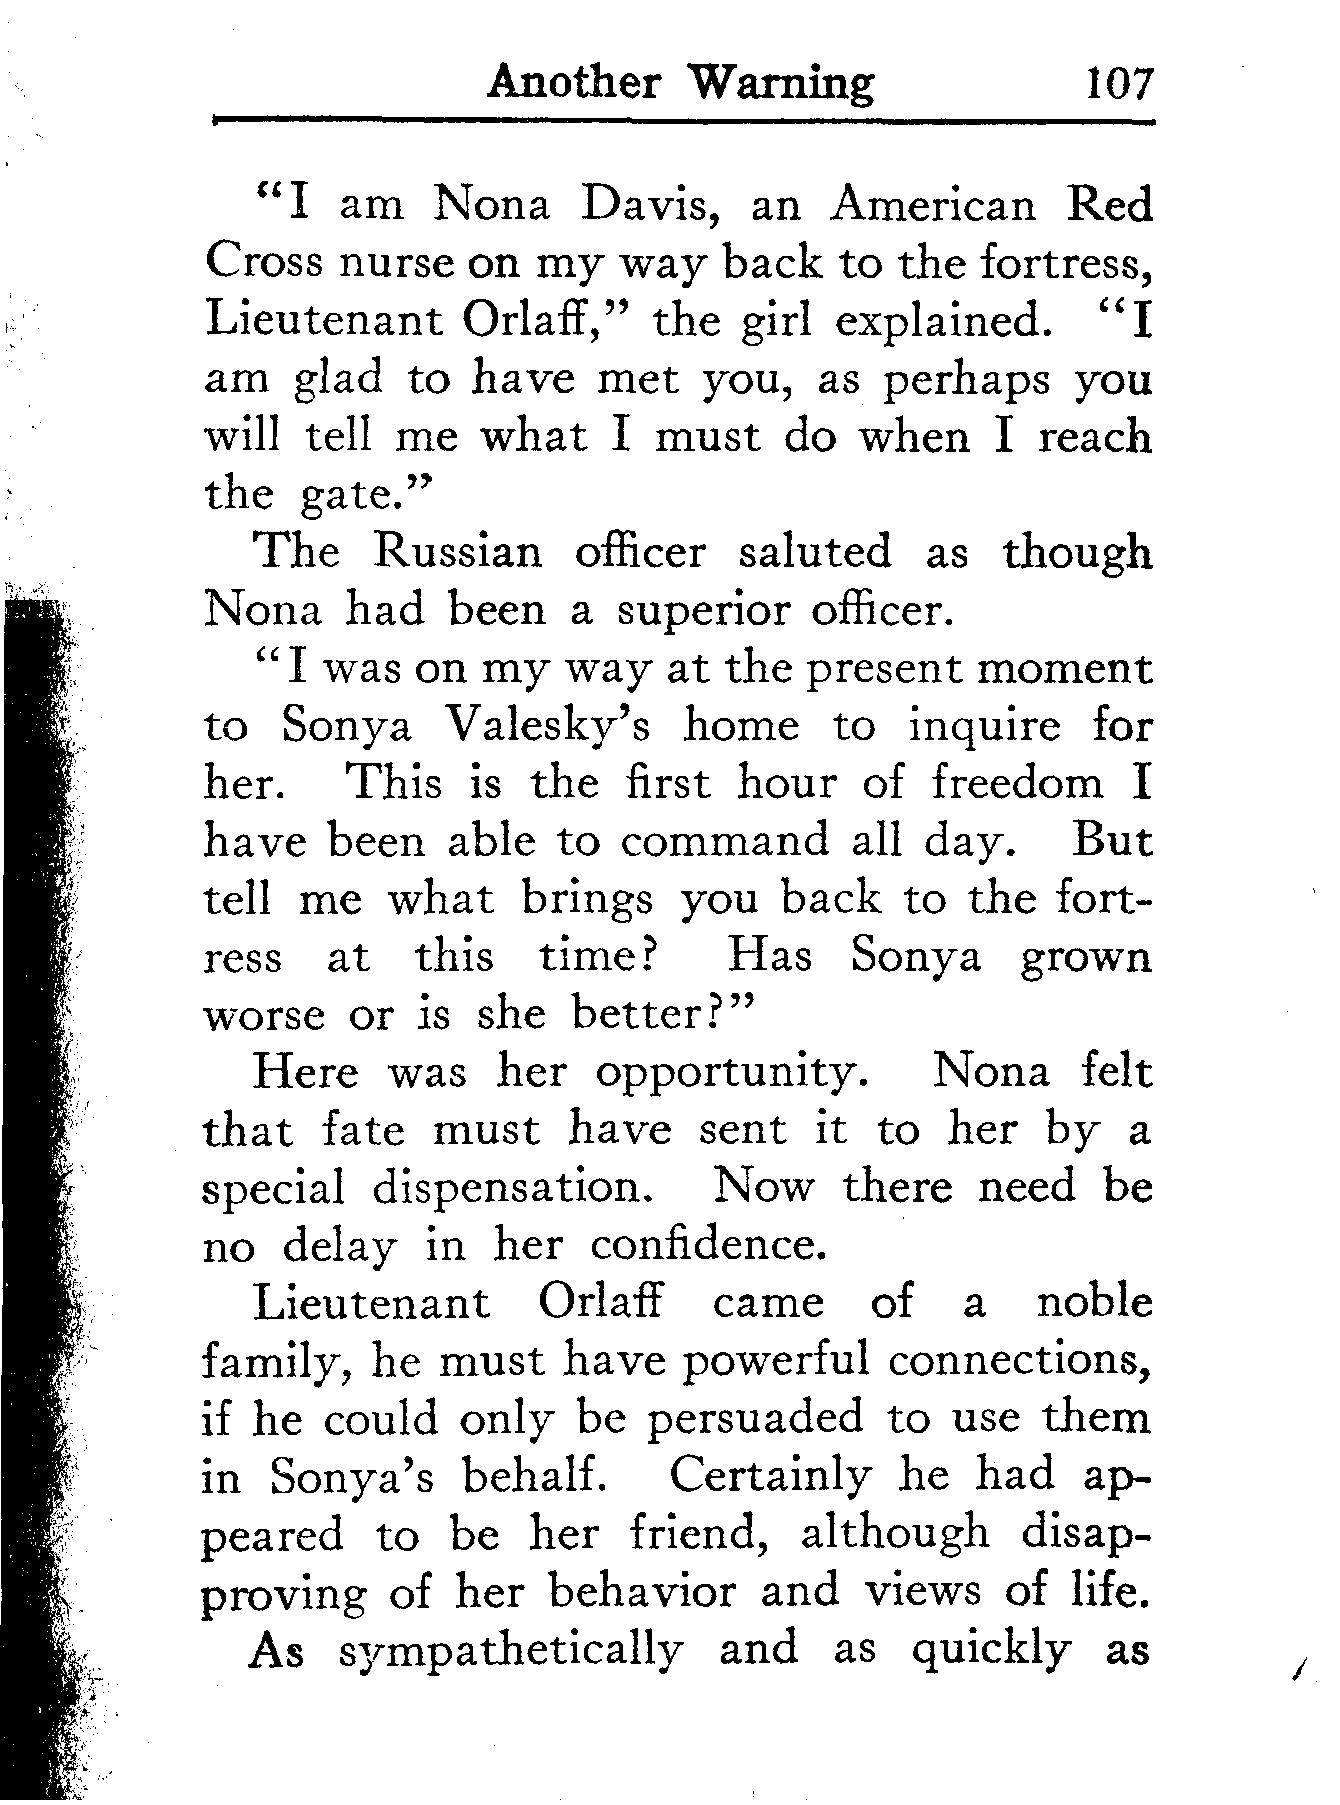 Another Warning 107
“I am Nona Davis, an American Red
Cross nurse on my way back to the fortress,
Lieutenant Orlaff,” the girl explained. “I
am glad to have met you, as perhaps you
will tell me what I must do when I reach
the gate.”
The Russian officer saluted as though
Nona had been a superior officer.
“I was on my way at the present moment
to Sonya Valesky’s home to inquire for
her. This is the first hour of freedom I
have been able to command all day. But
tell me what brings you back to the fort-
ress at this time? Has Sonya grown
worse or is she better?”
Here was her opportunity. Nona felt
that fate must have sent it to her by a
special dispensation. Now there need be
no delay in her confidence.
Lieutenant Orlaff came of a noble
family, he must have powerful connections,
if he could only be persuaded to use them
in Sonya’s behalf. Certainly he had ap-
peared to be her friend, although disap-
proving of her behavior and views of life.
As sympathetically and as quickly as